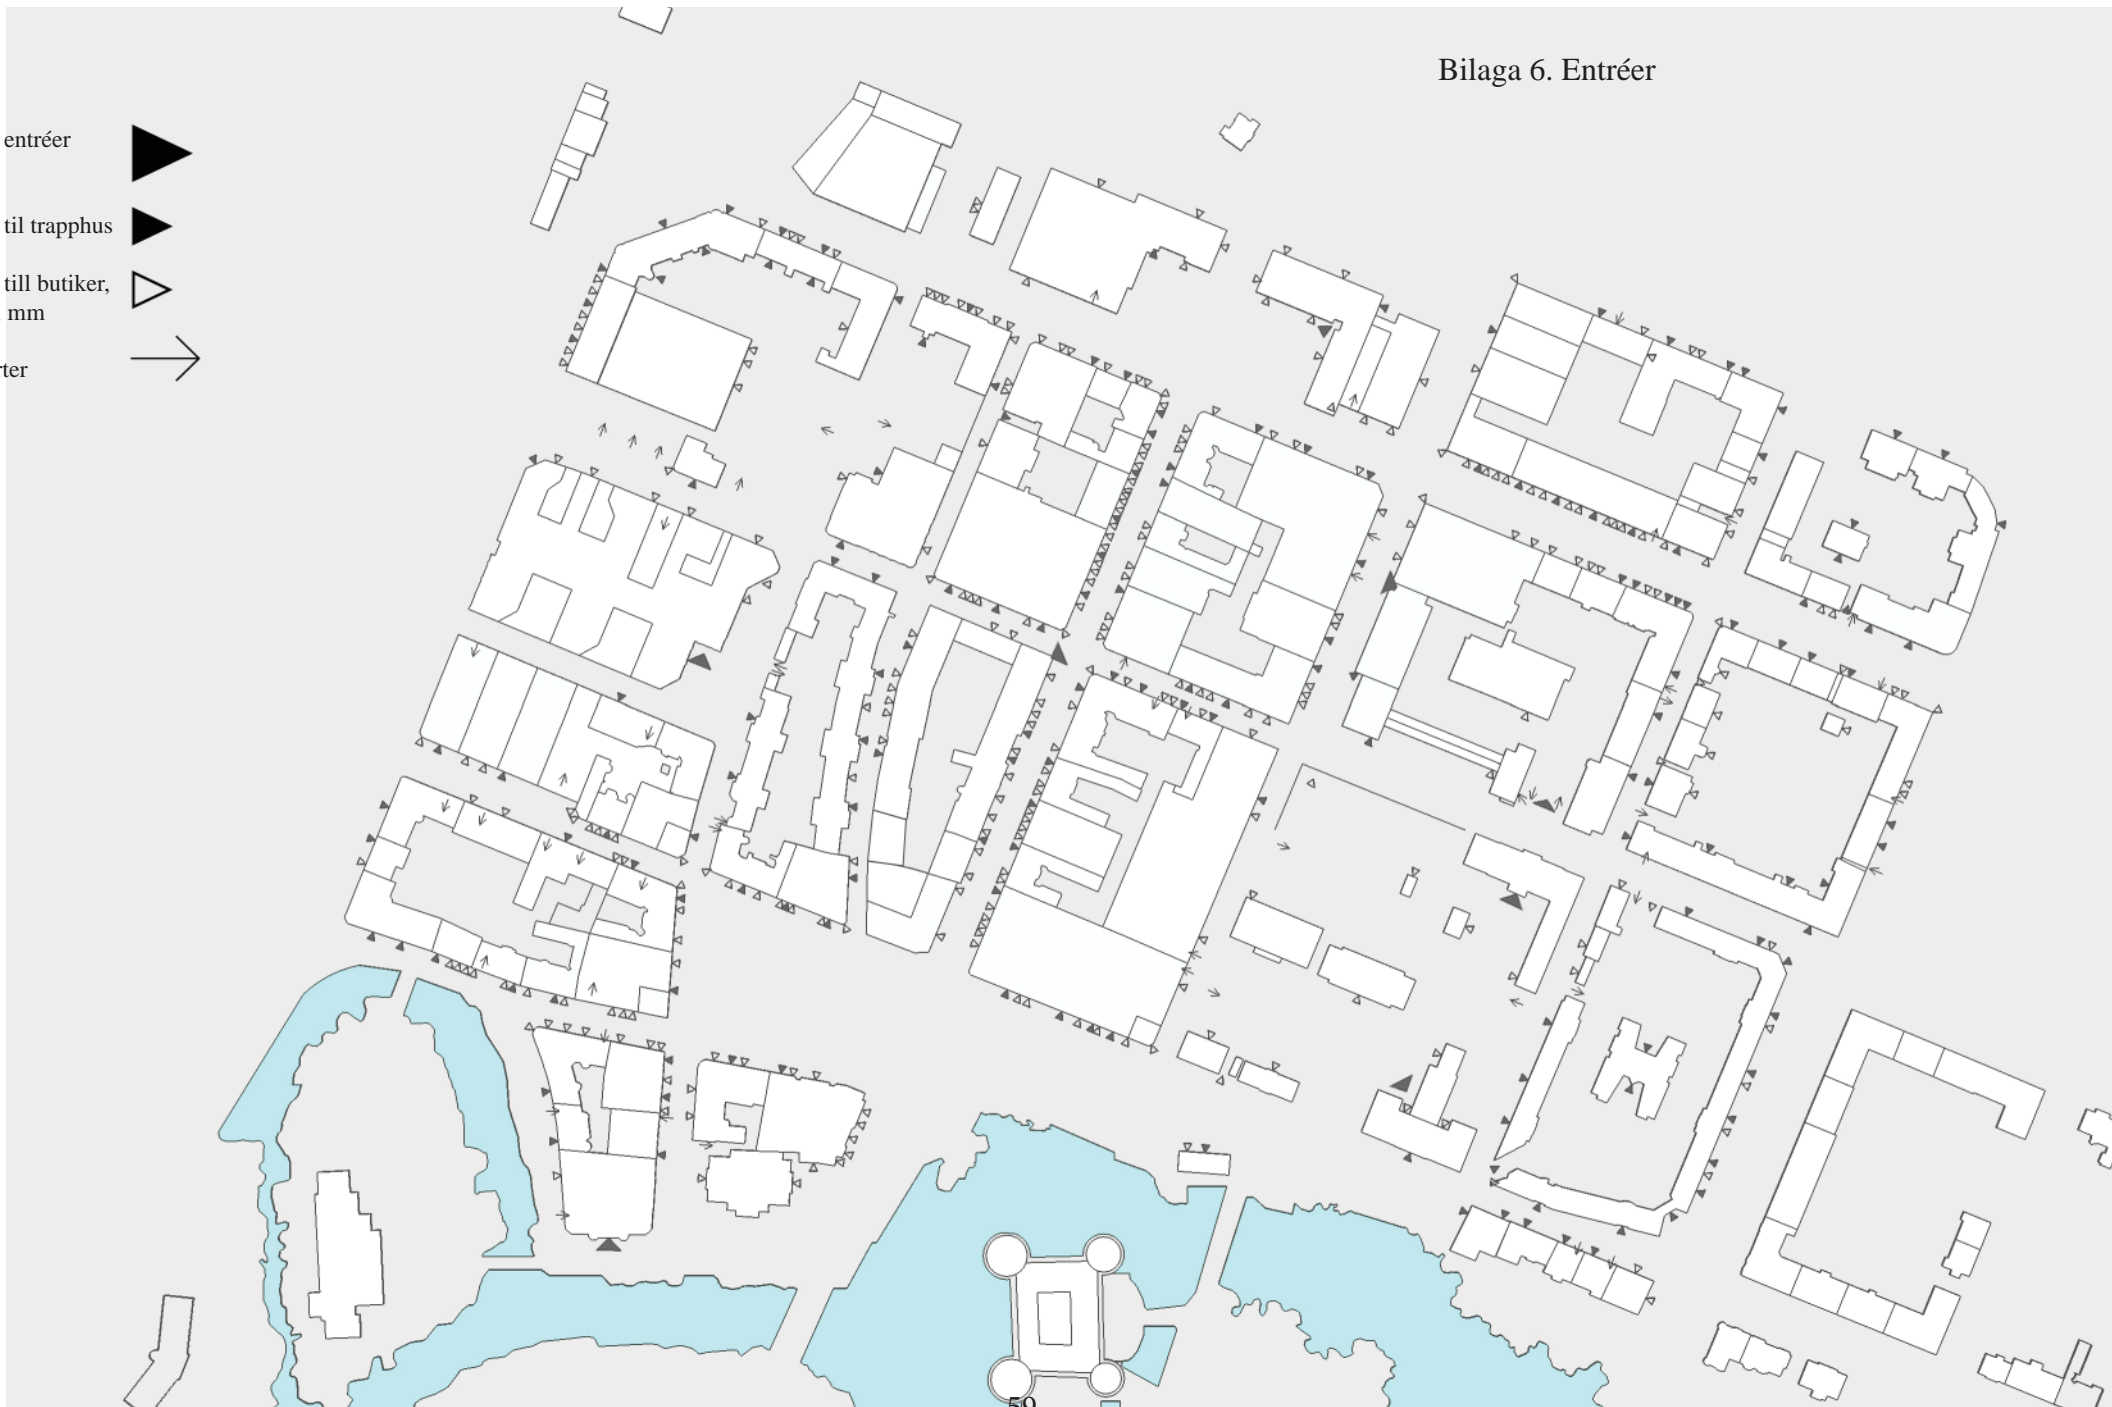 Bilaga 6. Entréer
entréer
til trapphus
till butiker,
mm
rter
59